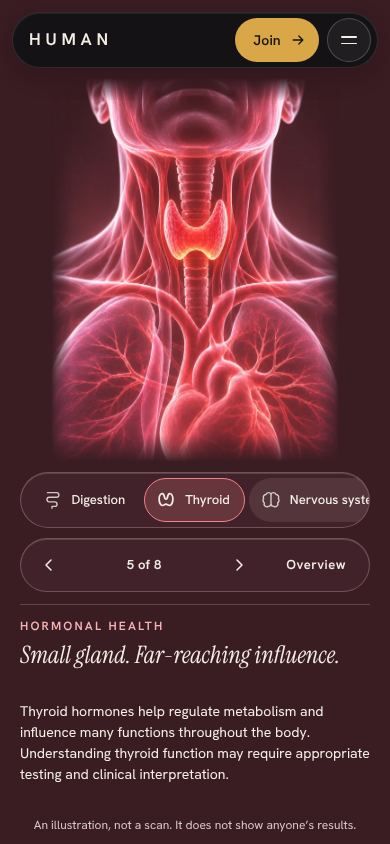 HUMAN
Join →
Digestion
Thyroid
Nervous syste
5 of 8
Overview
HORMONAL HEALTH
Small gland. Far-reaching influence.
Thyroid hormones help regulate metabolism and
influence many functions throughout the body.
Understanding thyroid function may require appropriate
testing and clinical interpretation.
An illustration, not a scan. It does not show anyone’s results.